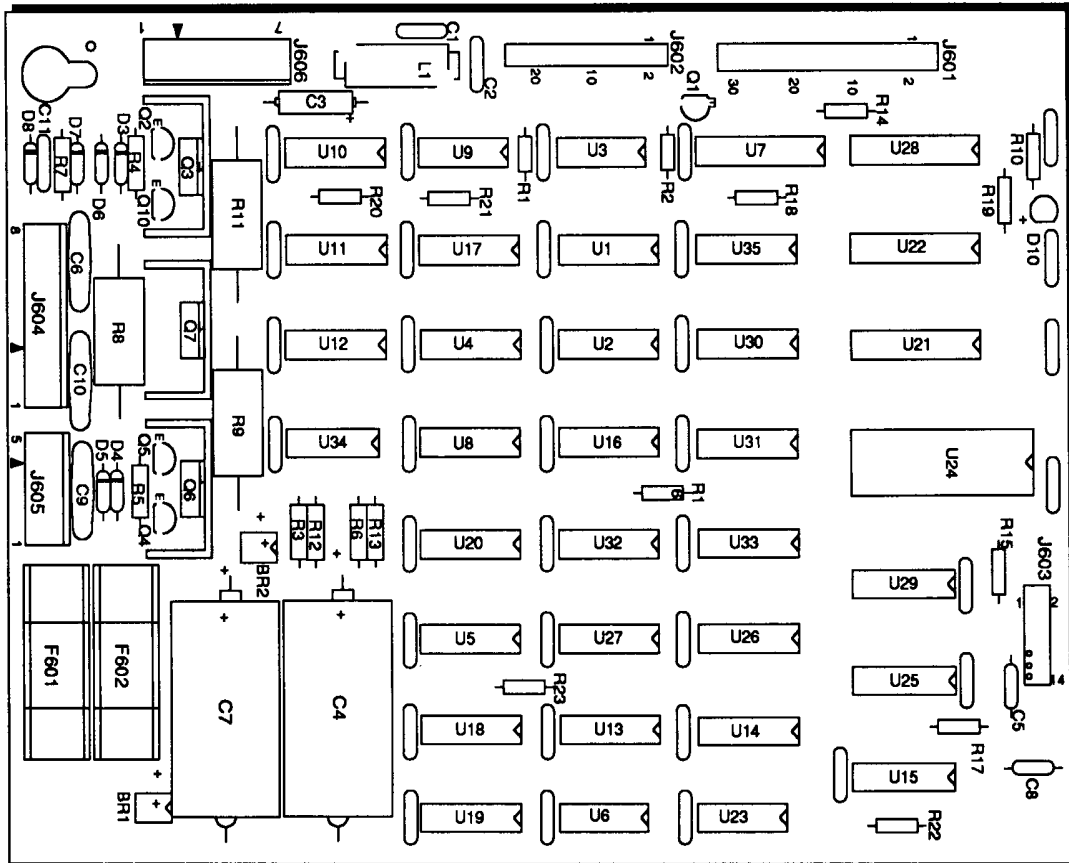 1
7
J606
C1
L1
C2
C3
+
1
20
10
2
J602
Q1
1
30
20
10
2
J601
R14
D8
C11
R7
D7
D6
D3
R4
Q2
E
Q3
E
Q10
R11
U10
U9
R1
U3
R2
U7
U28
R10
R20
R21
R18
R19
+
D10
8
J604
1
C6
C10
R8
Q7
U11
U17
U1
U35
U22
U12
U4
U2
U30
U21
R9
5
J605
1
C9
D5
D4
Q5
E
R5
E
Q4
Q6
U34
U8
U16
U31
U24
R19
+
+
BR2
R3
R12
R6
R13
+
U20
U32
U33
R15
J603
1
2
14
U29
F601
F602
+
+
C7
+
C4
U5
U27
U26
U25
C5
R23
U18
U13
U14
R17
C8
+
BR1
U15
U19
U6
U23
R22